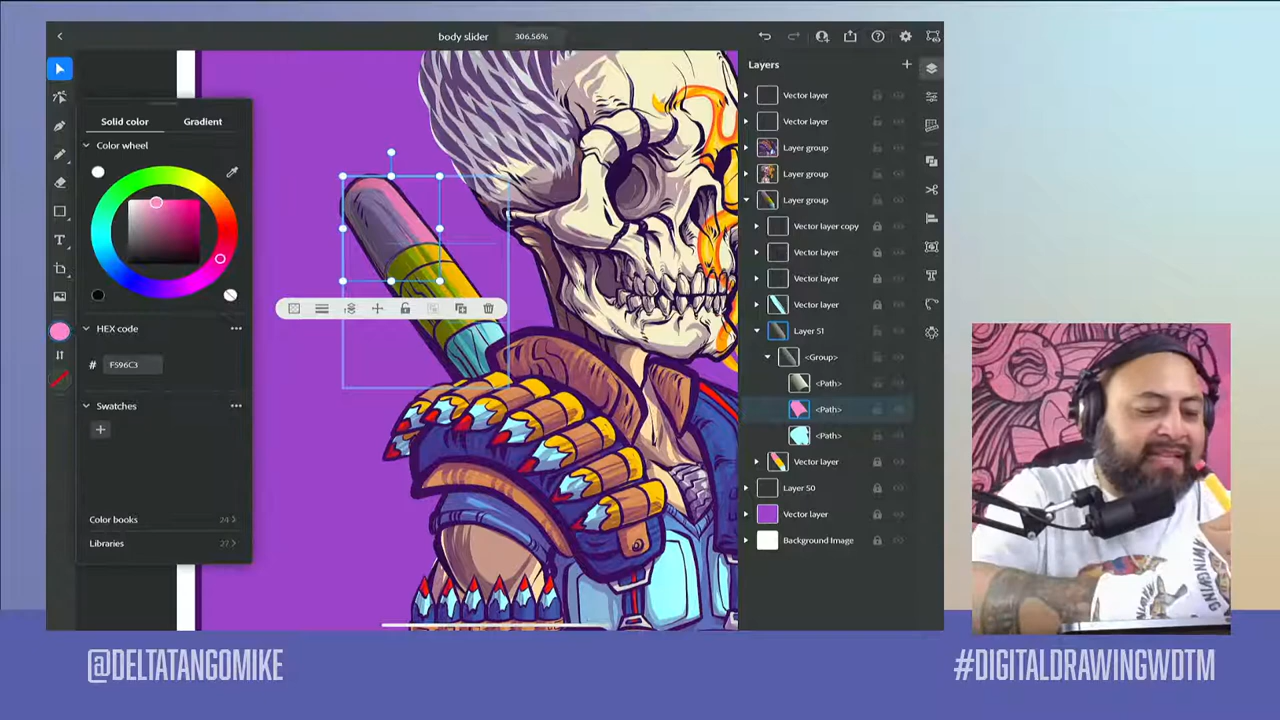 body slider
306.56%
Layers
Solid color
Gradient
Color wheel
HEX code
# F596C3
Swatches
Color books
24
Libraries
27
Vector layer
Vector layer
Layer group
Layer group
Layer group
Vector layer copy
Vector layer
Vector layer
Vector layer
Layer 51
<Group>
<Path>
<Path>
<Path>
Vector layer
Layer 50
Vector layer
Background Image
@DELTATANGOMIKE
#DIGITALDRAWINGWDTM